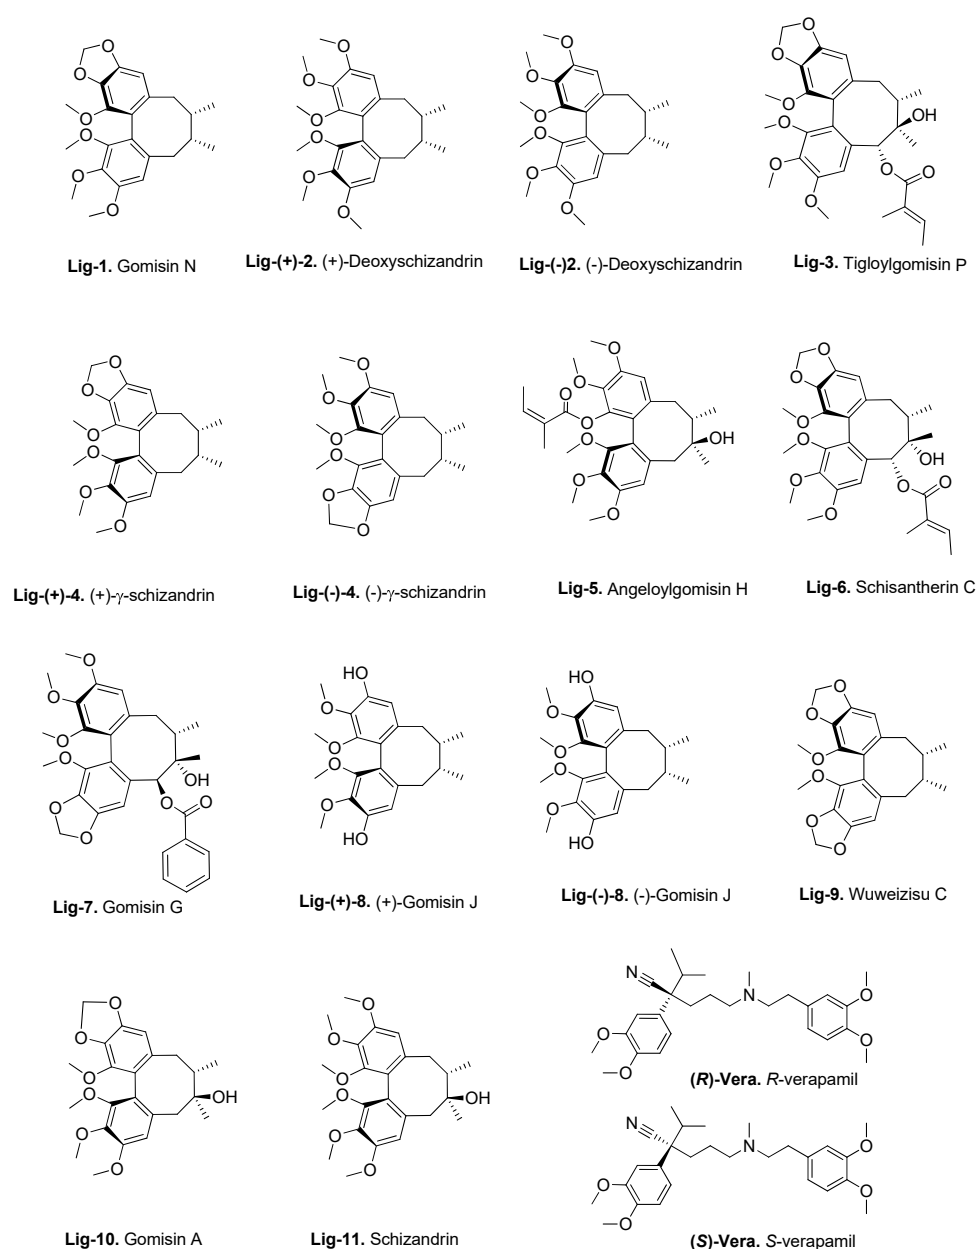 Lig-1. Gomisin N
Lig-(+)-2. (+)-Deoxyschizandrin
Lig-(-)2. (-)-Deoxyschizandrin
Lig-3. Tigloylgomisin P
Lig-(+)-4. (+)-γ-schizandrin
Lig-(-)-4. (-)-γ-schizandrin
Lig-5. Angeloylgomisin H
Lig-6. Schisantherin C
Lig-7. Gomisin G
Lig-(+)-8. (+)-Gomisin J
Lig-(-)-8. (-)-Gomisin J
Lig-9. Wuweizisu C
(R)-Vera. R-verapamil
Lig-10. Gomisin A
Lig-11. Schizandrin
(S)-Vera. S-verapamil